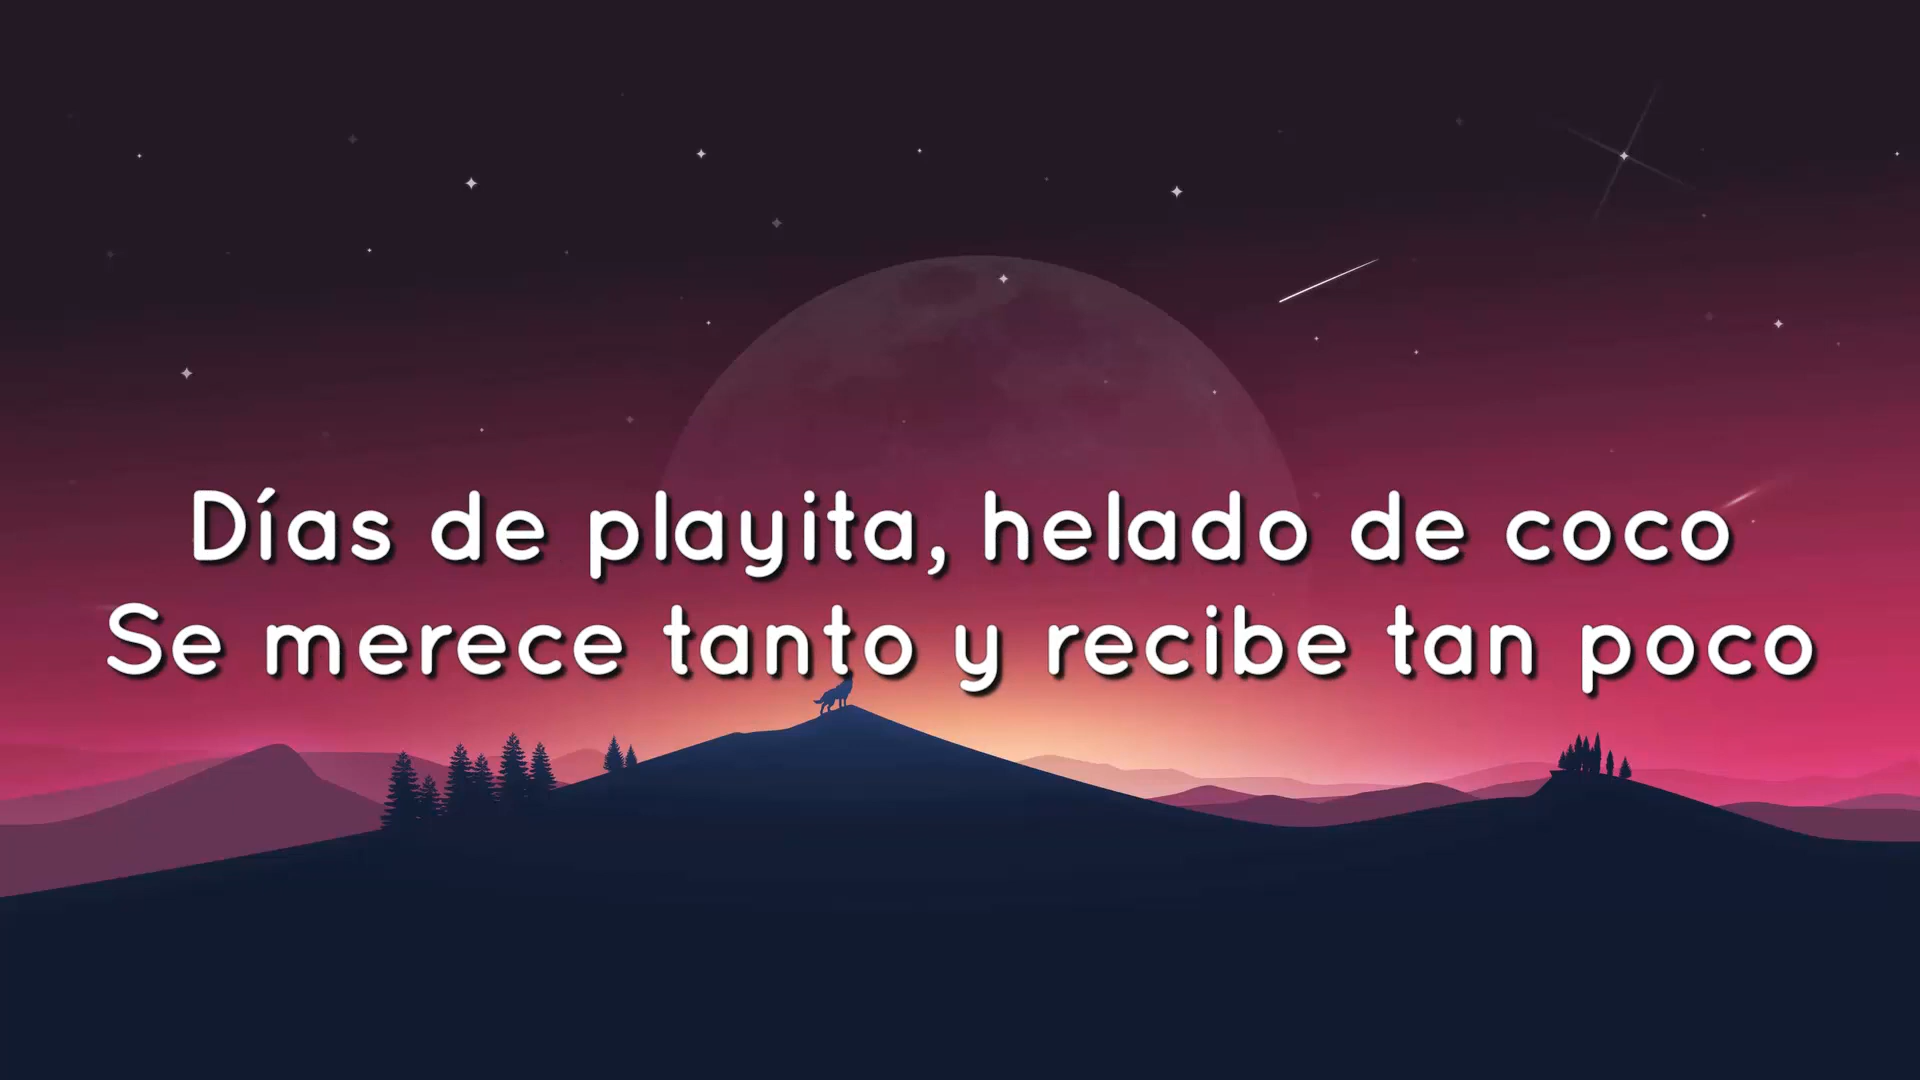 Días de playita, helado de coco
Se merece tanto y recibe tan poco